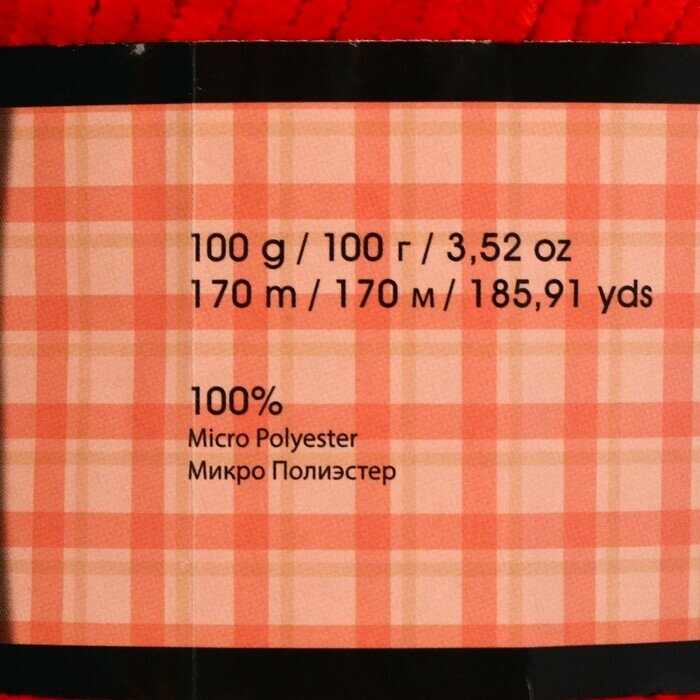 100 g / 100 г / 3,52 oz
170 m / 170 м / 185,91 yds
100%
Micro Polyester
Микро Полиэстер